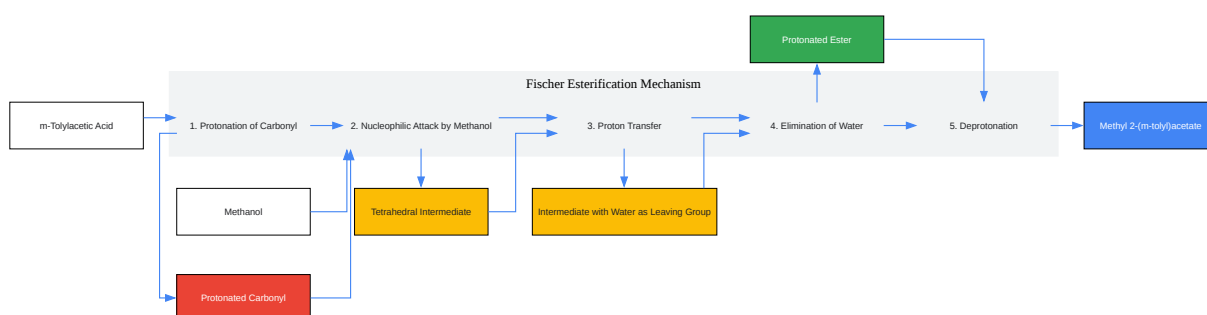 Protonated Ester
Fischer Esterification Mechanism
m-Tolylacetic Acid
1. Protonation of Carbonyl
2. Nucleophilic Attack by Methanol
3. Proton Transfer
4. Elimination of Water
5. Deprotonation
Methyl 2-(m-tolyl)acetate
Methanol
Tetrahedral Intermediate
Intermediate with Water as Leaving Group
Protonated Carbonyl